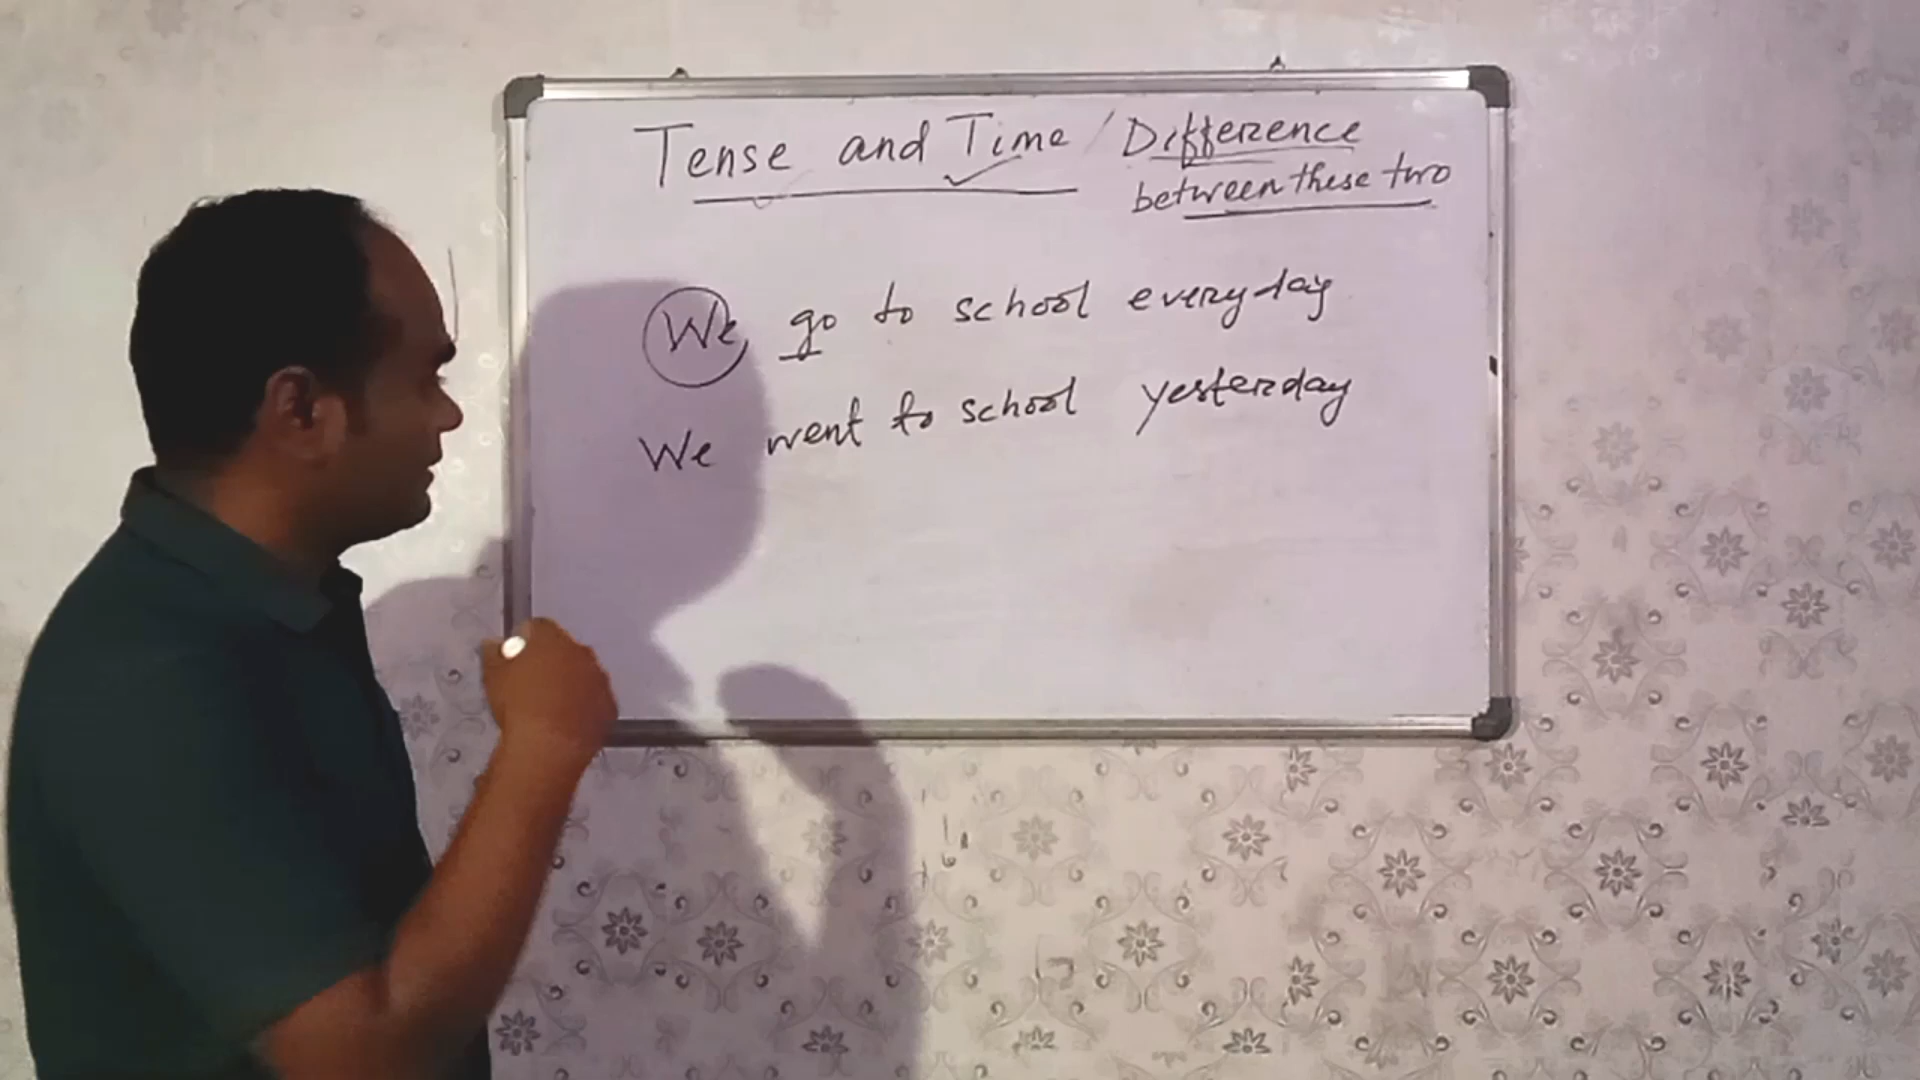 Tense and Time / Difference
between these two
We go to school everyday
We went to school yesterday